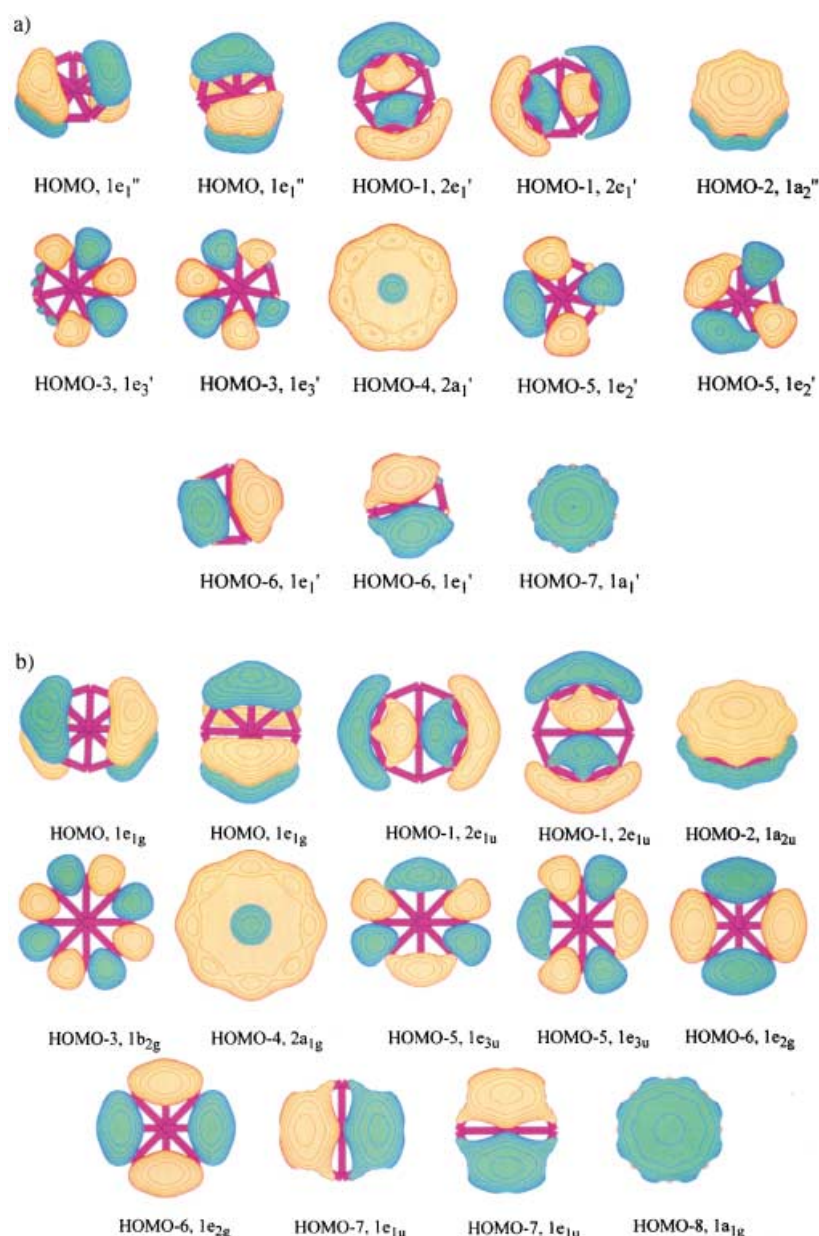 a)
HOMO, 1e₁" HOMO, 1e₁" HOMO-1, 2e₁' HOMO-1, 2e₁' HOMO-2, 1a₂"
HOMO-3, 1e₃' HOMO-3, 1e₃' HOMO-4, 2a₁' HOMO-5, 1e₂' HOMO-5, 1e₂'
HOMO-6, 1e₁' HOMO-6, 1e₁' HOMO-7, 1a₁'
b)
HOMO, 1e1g HOMO, 1e1g HOMO-1, 2e1u HOMO-1, 2e1u HOMO-2, 1a2u
HOMO-3, 1b2g HOMO-4, 2a1g HOMO-5, 1e3u HOMO-5, 1e3u HOMO-6, 1e2g
HOMO-6, 1e2g HOMO-7, 1e1u HOMO-7, 1e1u HOMO-8, 1a1g